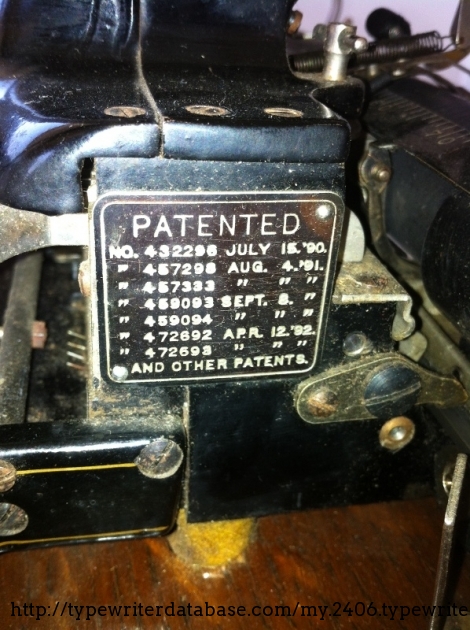 PATENTED
NO. 432296 JULY 15.'90.
" 457298 AUG. 4.'91.
" 457333 " " "
" 459093 SEPT. 8. " "
" 459094 " " "
" 472692 APR. 12.'92.
" 472693 " " "
AND OTHER PATENTS.
http://typewriterdatabase.com/my.2406.typewrite